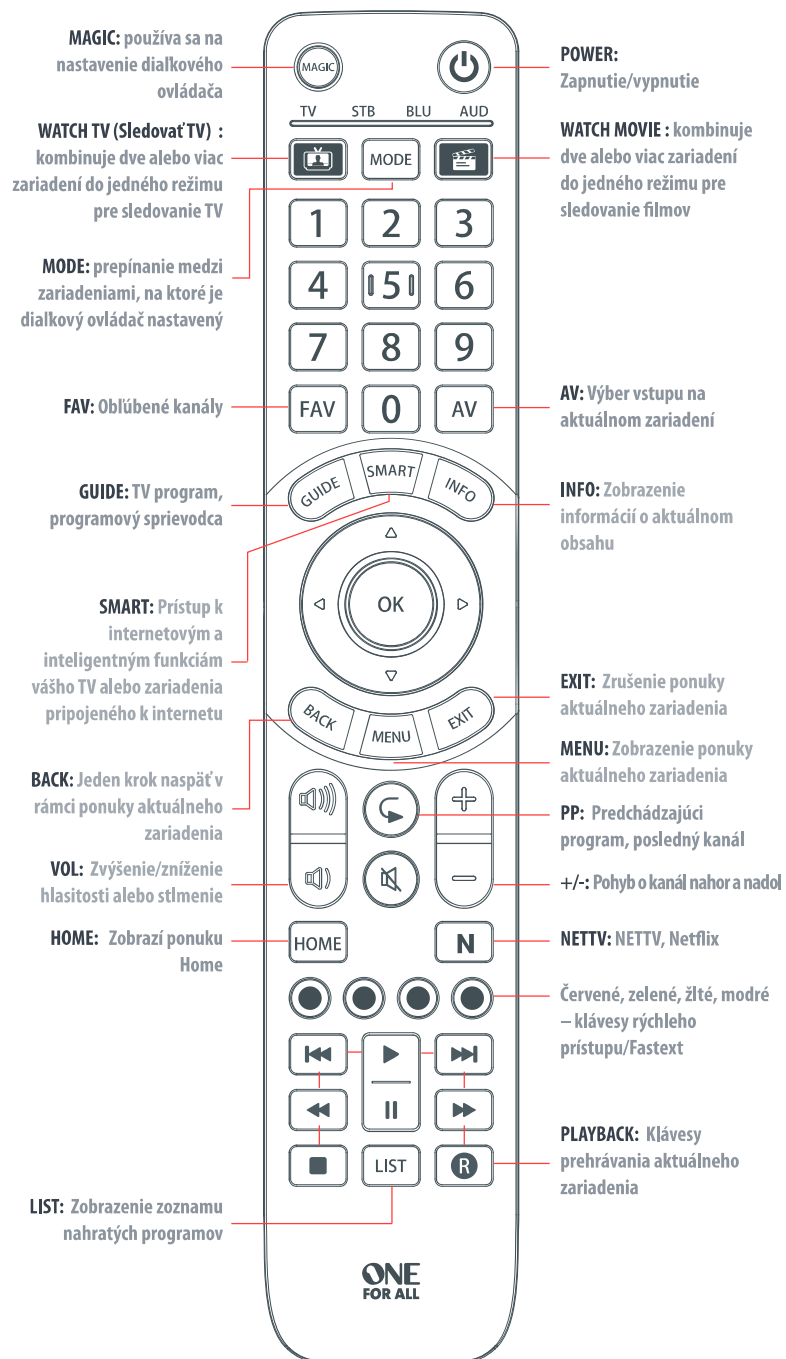 MAGIC: používa sa na
nastavenie diaľkového
ovládača
POWER:
Zapnutie/vypnutie
MAGIC
TV STB BLU AUD
WATCH TV (Sledovať TV) :
kombinuje dve alebo viac
zariadení do jedného režimu
pre sledovanie TV
WATCH MOVIE : kombinuje
dve alebo viac zariadení
do jedného režimu pre
sledovanie filmov
MODE
1 2 3
MODE: prepínanie medzi
zariadeniami, na ktoré je
diaľkový ovládač nastavený
4 5 6
7 8 9
FAV: Obľúbené kanály
FAV 0 AV
AV: Výber vstupu na
aktuálnom zariadení
GUIDE: TV program,
programový sprievodca
GUIDE SMART INFO
INFO: Zobrazenie
informácií o aktuálnom
obsahu
OK
SMART: Prístup k
internetovým a
inteligentným funkciám
vášho TV alebo zariadenia
pripojeného k internetu
EXIT: Zrušenie ponuky
aktuálneho zariadenia
BACK MENU EXIT
MENU: Zobrazenie ponuky
aktuálneho zariadenia
BACK: Jeden krok naspäť v
rámci ponuky aktuálneho
zariadenia
PP: Predchádzajúci
program, posledný kanál
VOL: Zvýšenie/zníženie
hlasitosti alebo stlmenie
+/-: Pohyb o kanál nahor a nadol
HOME: Zobrazí ponuku
Home
HOME N
NETTV: NETTV, Netflix
Červené, zelené, žlté, modré
– klávesy rýchleho
prístupu/Fastext
PLAYBACK: Klávesy
prehrávania aktuálneho
zariadenia
LIST R
LIST: Zobrazenie zoznamu
nahratých programov
ONE
FOR ALL